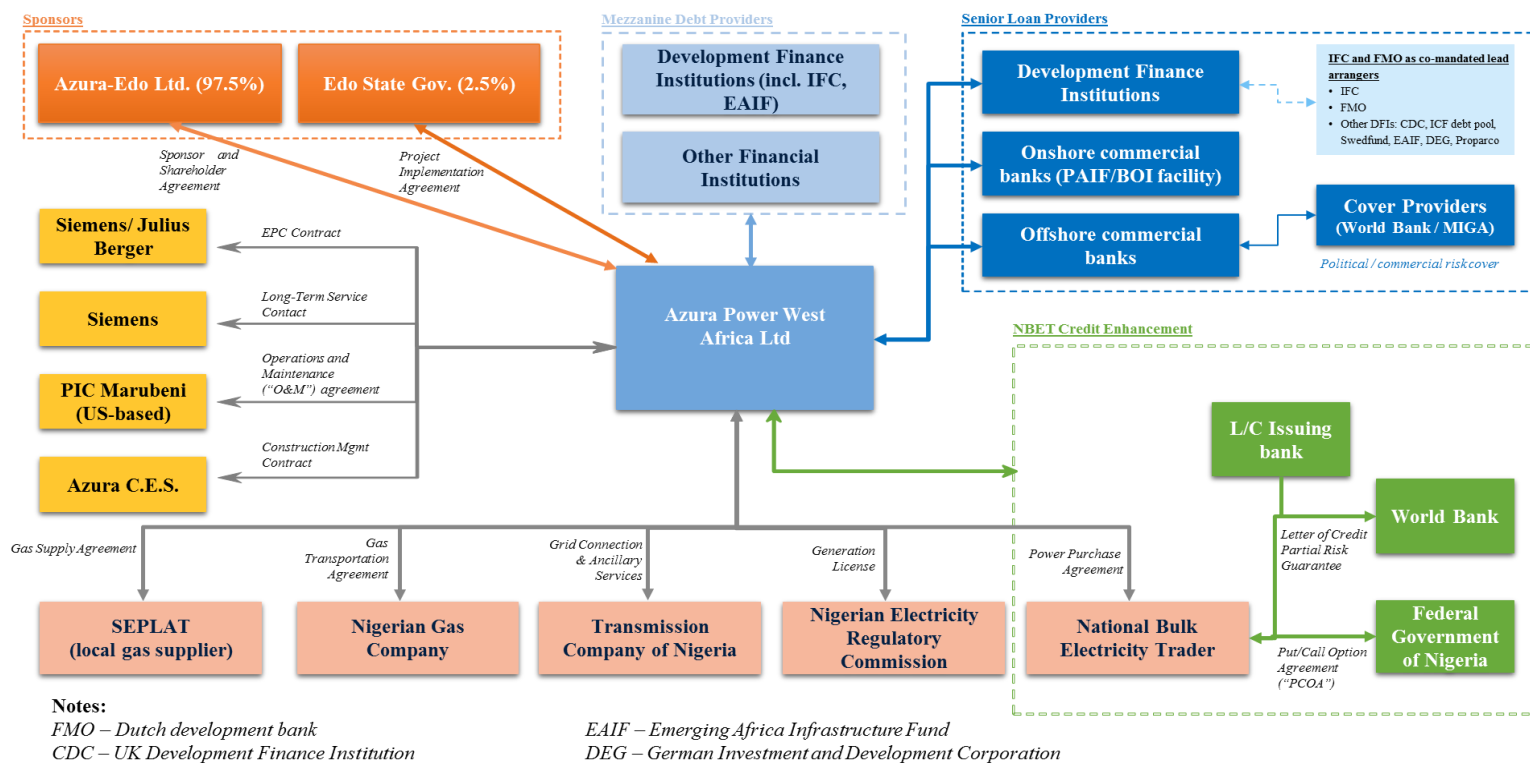 Sponsors
Azura-Edo Ltd. (97.5%)
Edo State Gov. (2.5%)
Mezzanine Debt Providers
Development Finance
Institutions (incl. IFC,
EAIF)
Other Financial
Institutions
Senior Loan Providers
Development Finance
Institutions
IFC and FMO as co-mandated lead
arrangers
• IFC
• FMO
• Other DFIs: CDC, ICF debt pool,
Swedfund, EAIF, DEG, Proparco
Onshore commercial
banks (PAIF/BOI facility)
Offshore commercial
banks
Cover Providers
(World Bank / MIGA)
Political / commercial risk cover
Sponsor and
Shareholder
Agreement
Project
Implementation
Agreement
Siemens/ Julius
Berger
EPC Contract
Siemens
Long-Term Service
Contact
PIC Marubeni
(US-based)
Operations and
Maintenance
(“O&M”) agreement
Azura C.E.S.
Construction Mgmt
Contract
Azura Power West
Africa Ltd
NBET Credit Enhancement
L/C Issuing
bank
World Bank
Letter of Credit
Partial Risk
Guarantee
Federal
Government
of Nigeria
Put/Call Option
Agreement
(“PCOA”)
Gas Supply Agreement
Gas
Transportation
Agreement
Grid Connection
& Ancillary
Services
Generation
License
Power Purchase
Agreement
SEPLAT
(local gas supplier)
Nigerian Gas
Company
Transmission
Company of Nigeria
Nigerian Electricity
Regulatory
Commission
National Bulk
Electricity Trader
Notes:
FMO – Dutch development bank
CDC – UK Development Finance Institution
EAIF – Emerging Africa Infrastructure Fund
DEG – German Investment and Development Corporation